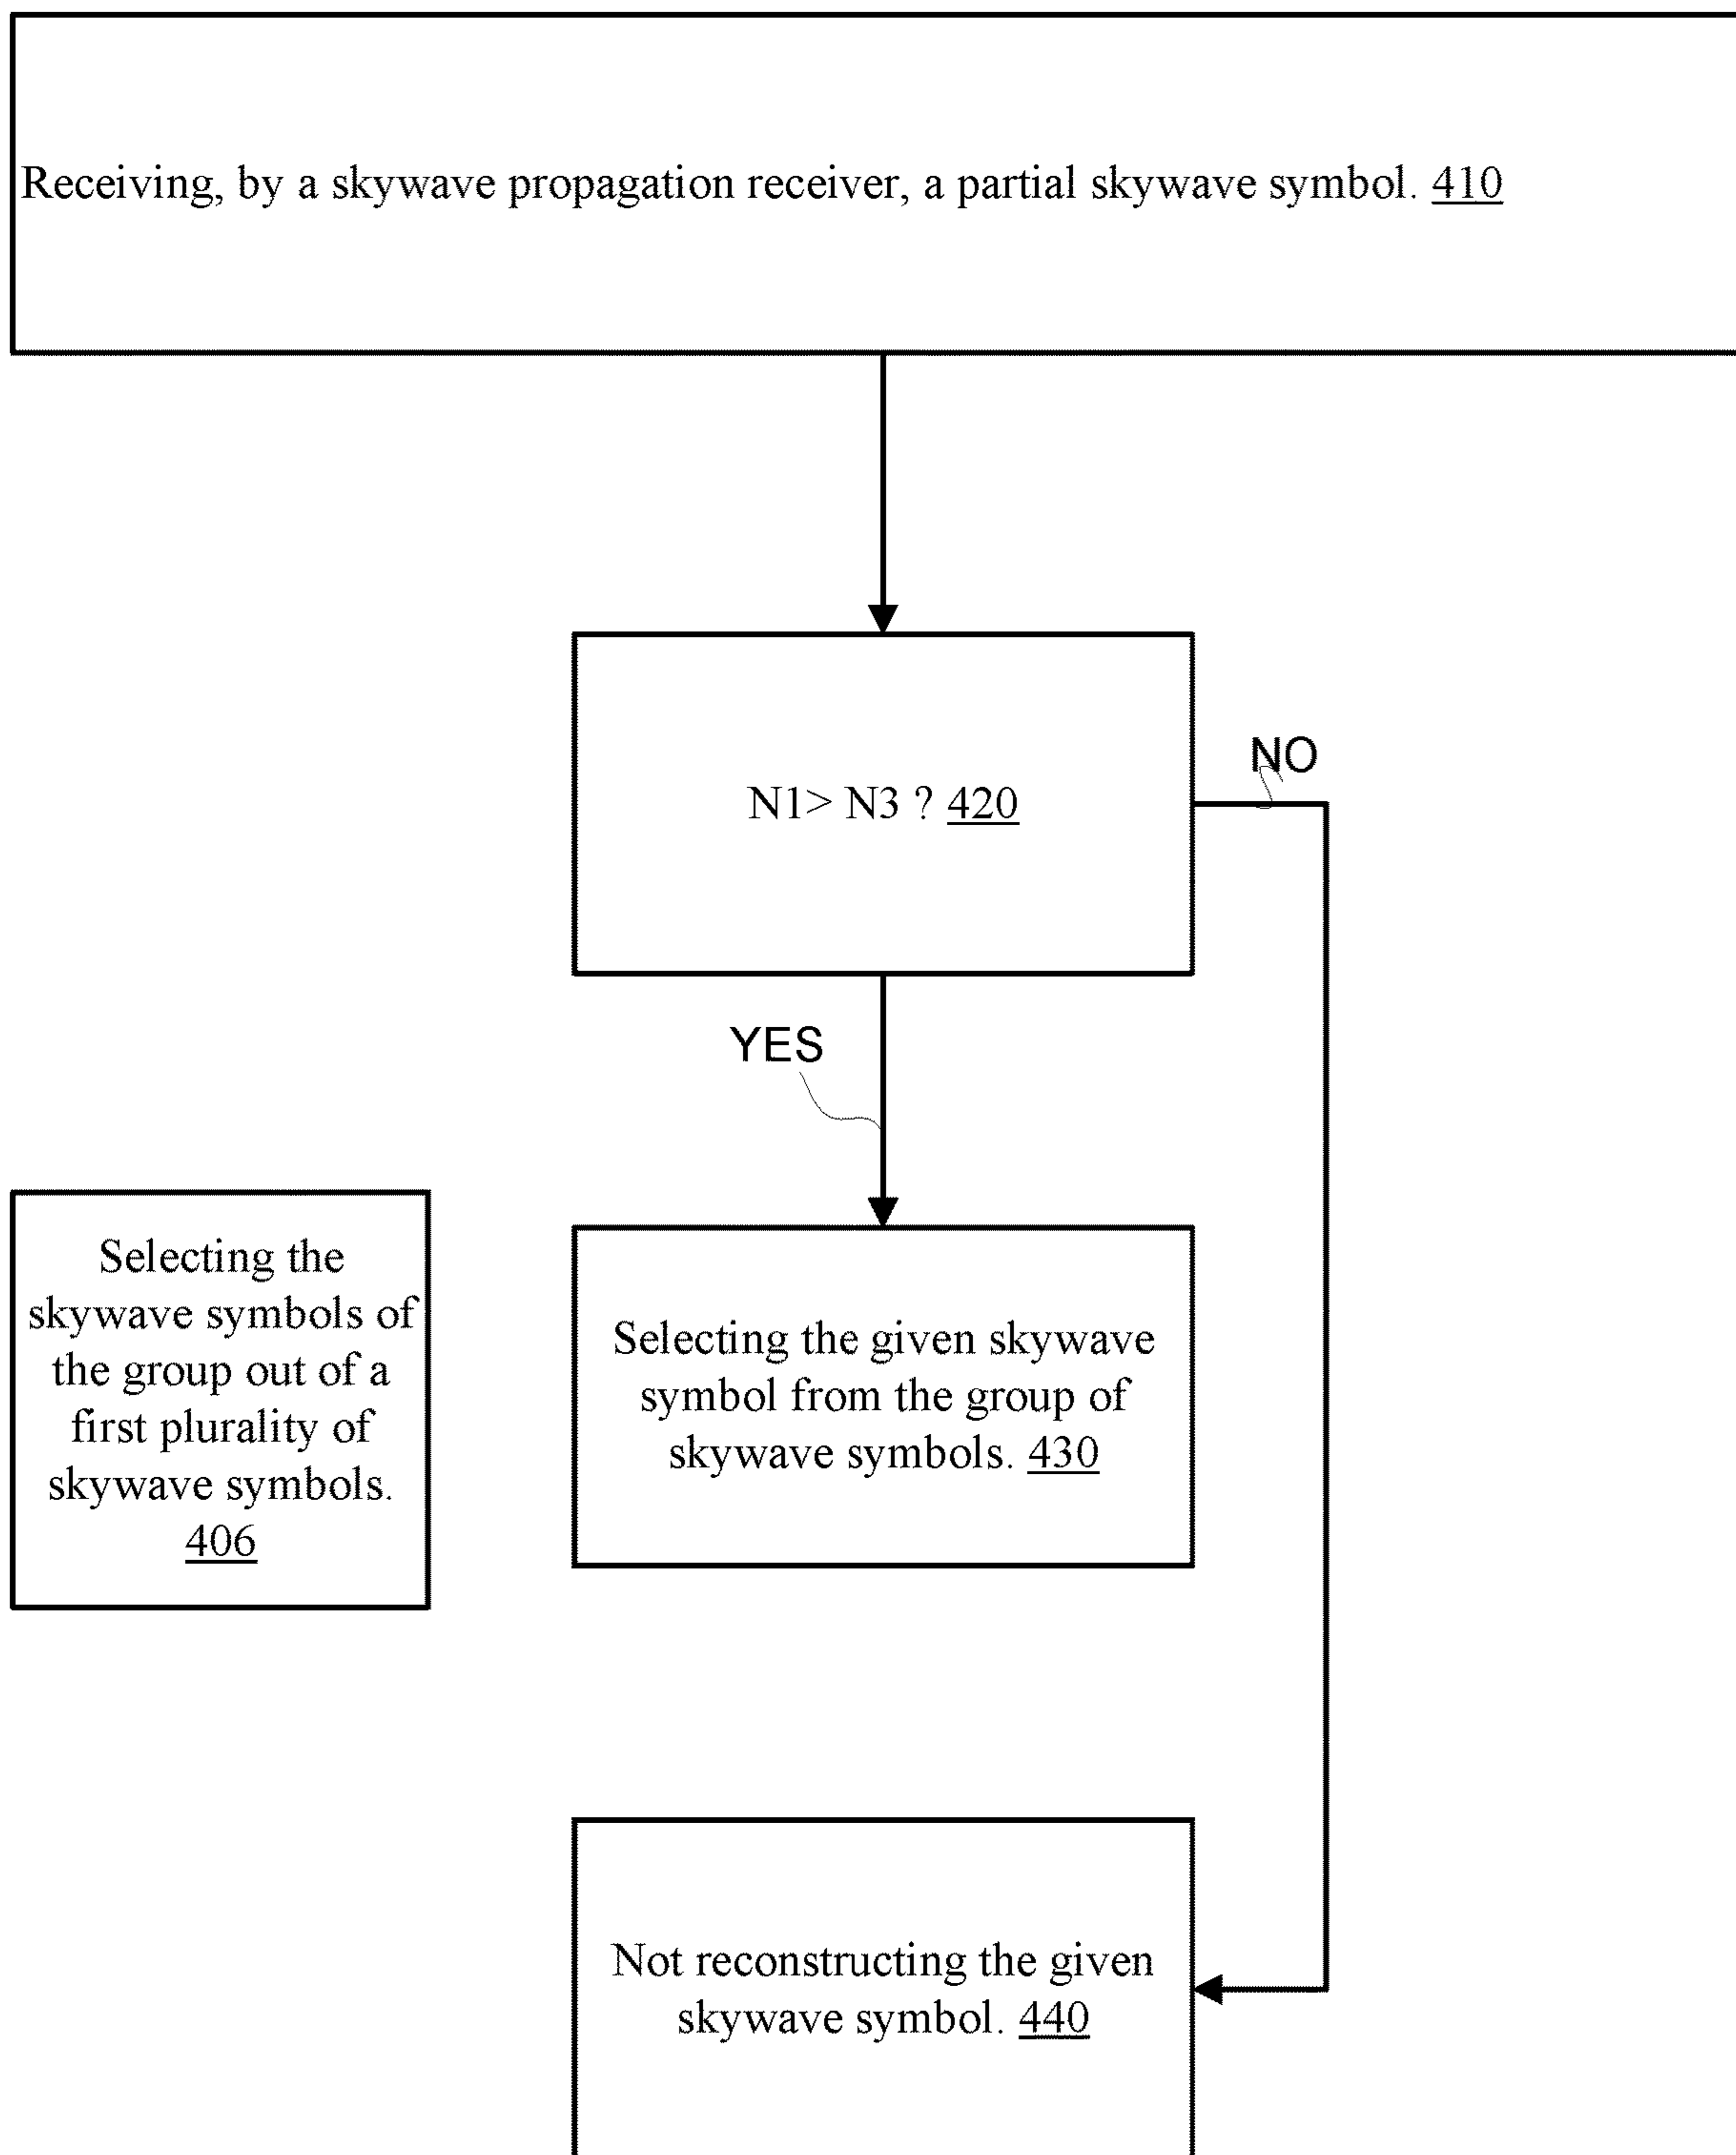 Receiving, by a skywave propagation receiver, a partial skywave symbol. 410
N1> N3 ? 420
NO
YES
Selecting the
skywave symbols of
the group out of a
first plurality of
skywave symbols.
406
Selecting the given skywave
symbol from the group of
skywave symbols. 430
Not reconstructing the given
skywave symbol. 440